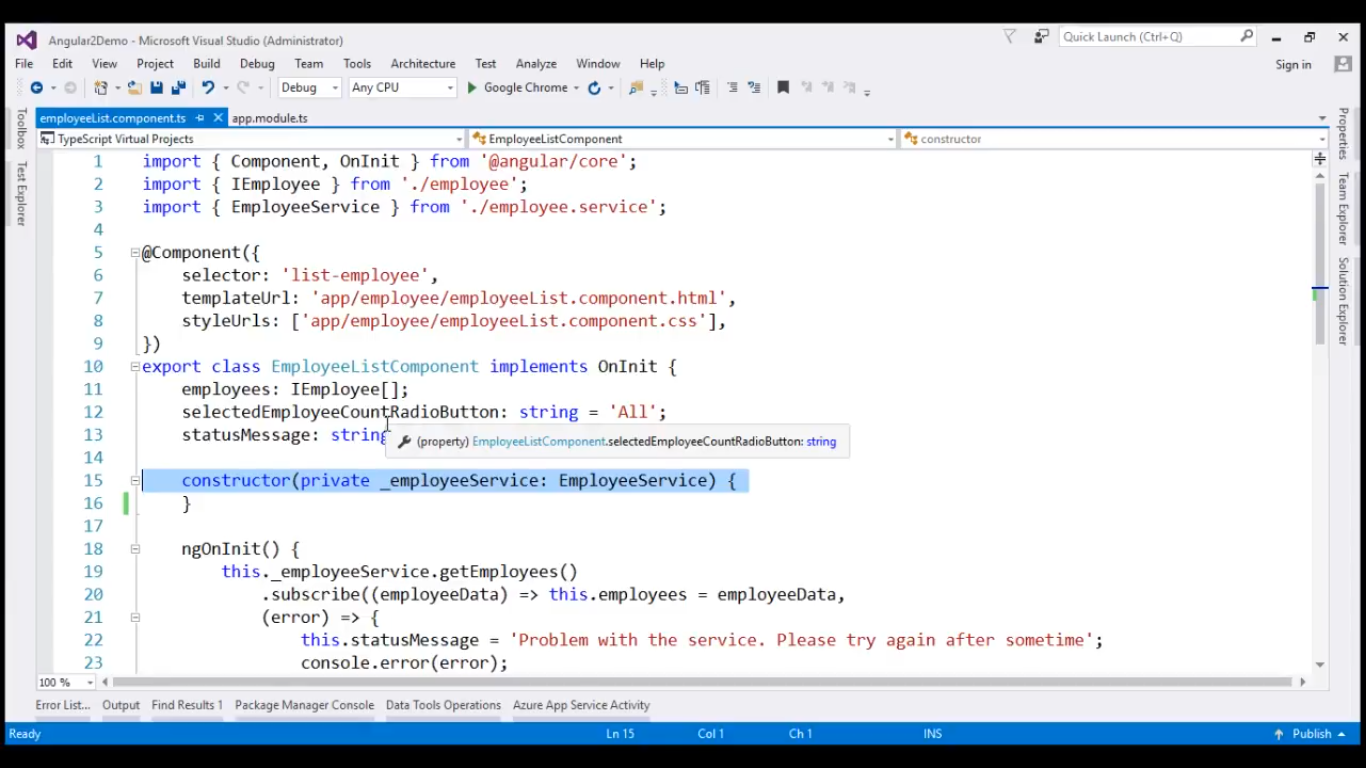 Angular2Demo - Microsoft Visual Studio (Administrator)
Quick Launch (Ctrl+Q)
File Edit View Project Build Debug Team Tools Architecture Test Analyze Window Help
Sign in
Debug Any CPU Google Chrome
employeeList.component.ts app.module.ts
TypeScript Virtual Projects EmployeeListComponent constructor
Toolbox
Test Explorer
1 import { Component, OnInit } from '@angular/core';
2 import { IEmployee } from './employee';
3 import { EmployeeService } from './employee.service';
4
5 @Component({
6 selector: 'list-employee',
7 templateUrl: 'app/employee/employeeList.component.html',
8 styleUrls: ['app/employee/employeeList.component.css'],
9 })
10 export class EmployeeListComponent implements OnInit {
11 employees: IEmployee[];
12 selectedEmployeeCountRadioButton: string = 'All';
13 statusMessage: string
(property) EmployeeListComponent.selectedEmployeeCountRadioButton: string
14
15 constructor(private _employeeService: EmployeeService) {
16 }
17
18 ngOnInit() {
19 this._employeeService.getEmployees()
20 .subscribe((employeeData) => this.employees = employeeData,
21 (error) => {
22 this.statusMessage = 'Problem with the service. Please try again after sometime';
23 console.error(error);
Properties
Team Explorer
Solution Explorer
100 %
Error List... Output Find Results 1 Package Manager Console Data Tools Operations Azure App Service Activity
Ready Ln 15 Col 1 Ch 1 INS Publish